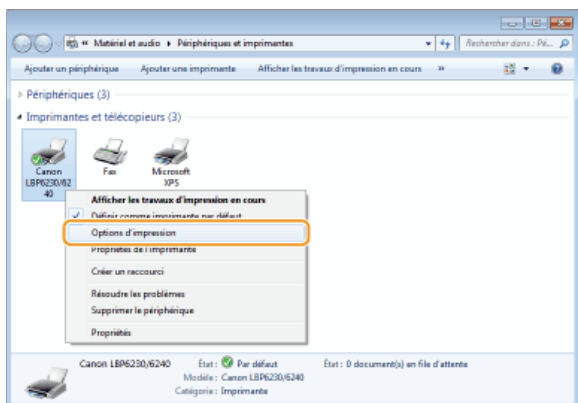 « Matériel et audio ▸ Périphériques et imprimantes
Rechercher dans : Pé...
Ajouter un périphérique Ajouter une imprimante Afficher les travaux d'impression en cours »
Périphériques (3)
Imprimantes et télécopieurs (3)
Canon LBP6230/6240
Fax
Microsoft XPS
Afficher les travaux d'impression en cours
Définir comme imprimante par défaut
Options d'impression
Propriétés de l'imprimante
Créer un raccourci
Résoudre les problèmes
Supprimer le périphérique
Propriétés
Canon LBP6230/6240 État : Par défaut État : 0 document(s) en file d'attente
Modèle : Canon LBP6230/6240
Catégorie : Imprimante